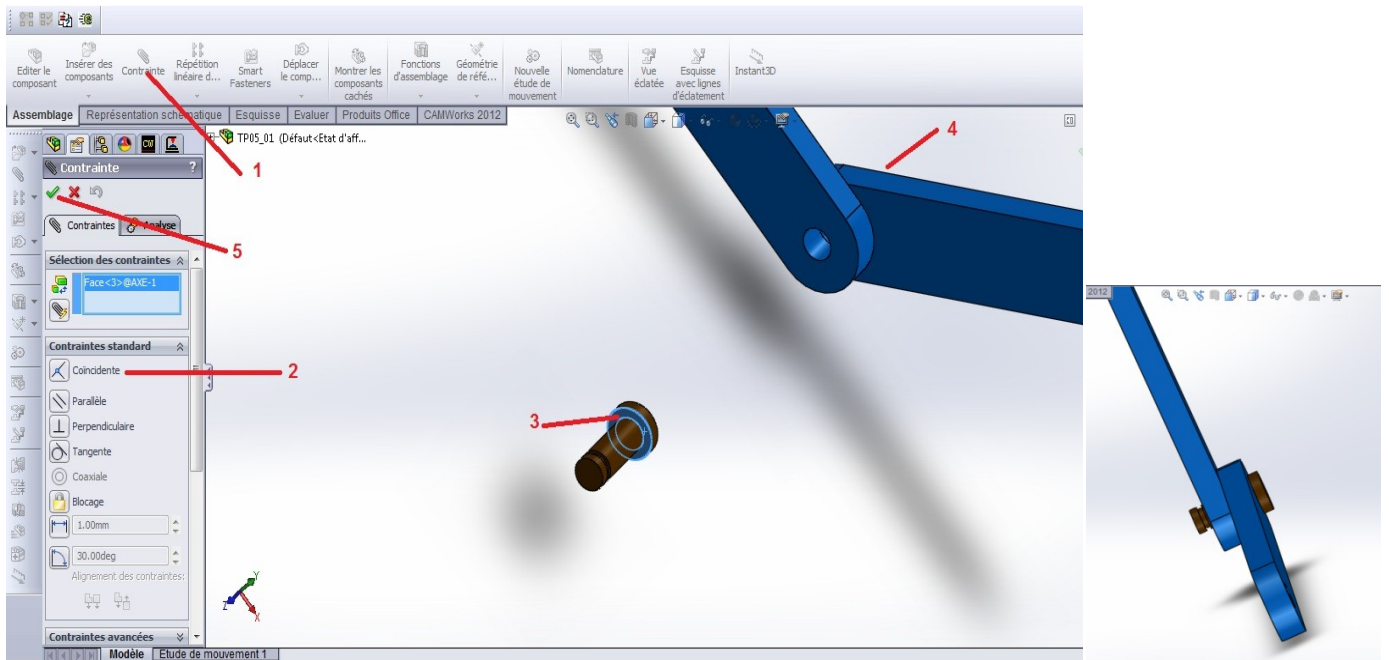 Editer le composant
Insérer des composants
Contrainte
Répétition linéaire d...
Smart Fasteners
Déplacer le comp...
Montrer les composants cachés
Fonctions d'assemblage
Géométrie de réfé...
Nouvelle étude de mouvement
Nomenclature
Vue éclatée
Esquisse avec lignes d'éclatement
Instant3D
Assemblage
Représentation schématique
Esquisse
Evaluer
Produits Office
CAMWorks 2012
TP05_01 (Défaut<Etat d'aff...
4
1
Contrainte
?
Contraintes
Analyse
5
Sélection des contraintes
Face<3>@AXE-1
2012
Contraintes standard
Coïncidente
2
Parallèle
Perpendiculaire
3
Tangente
Coaxiale
Blocage
1.00mm
30.00deg
Alignement des contraintes:
Y
Z
X
Contraintes avancées
Modèle
Etude de mouvement 1